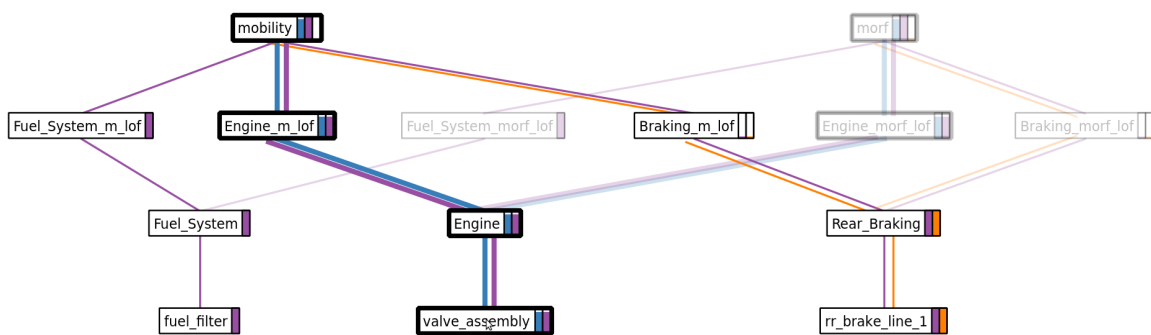 mobility morf
Fuel_System_m_lof Engine_m_lof Fuel_System_morf_lof Braking_m_lof Engine_morf_lof Braking_morf_lof
Fuel_System Engine Rear_Braking
fuel_filter valve_assembly rr_brake_line_1